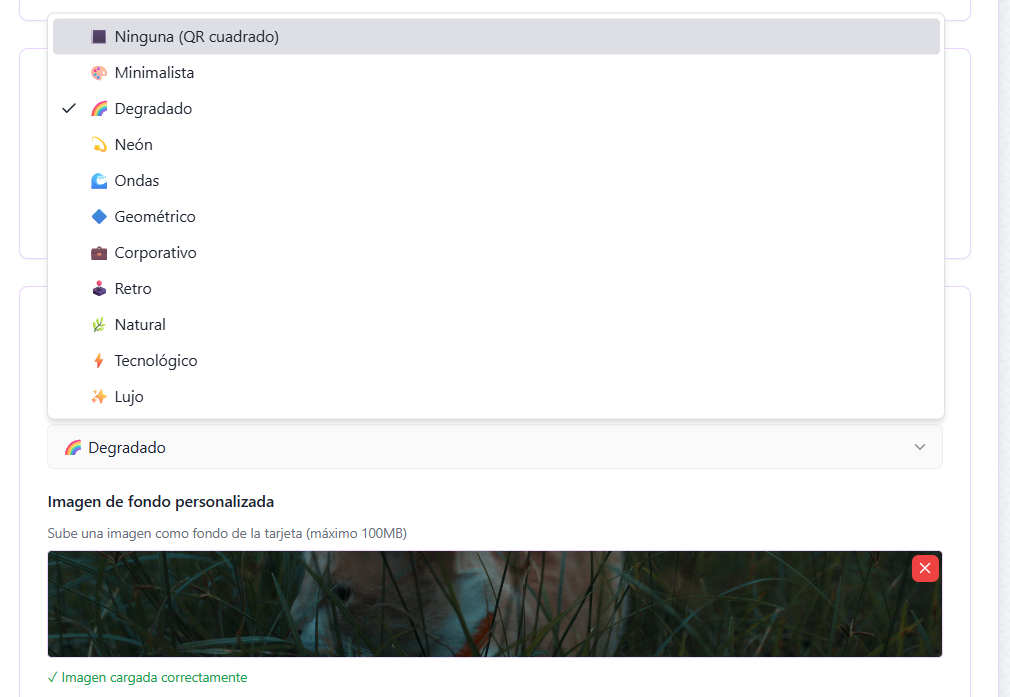 Ninguna (QR cuadrado)
Minimalista
Degradado
Neón
Ondas
Geométrico
Corporativo
Retro
Natural
Tecnológico
Lujo
Degradado
Imagen de fondo personalizada
Sube una imagen como fondo de la tarjeta (máximo 100MB)
✓ Imagen cargada correctamente